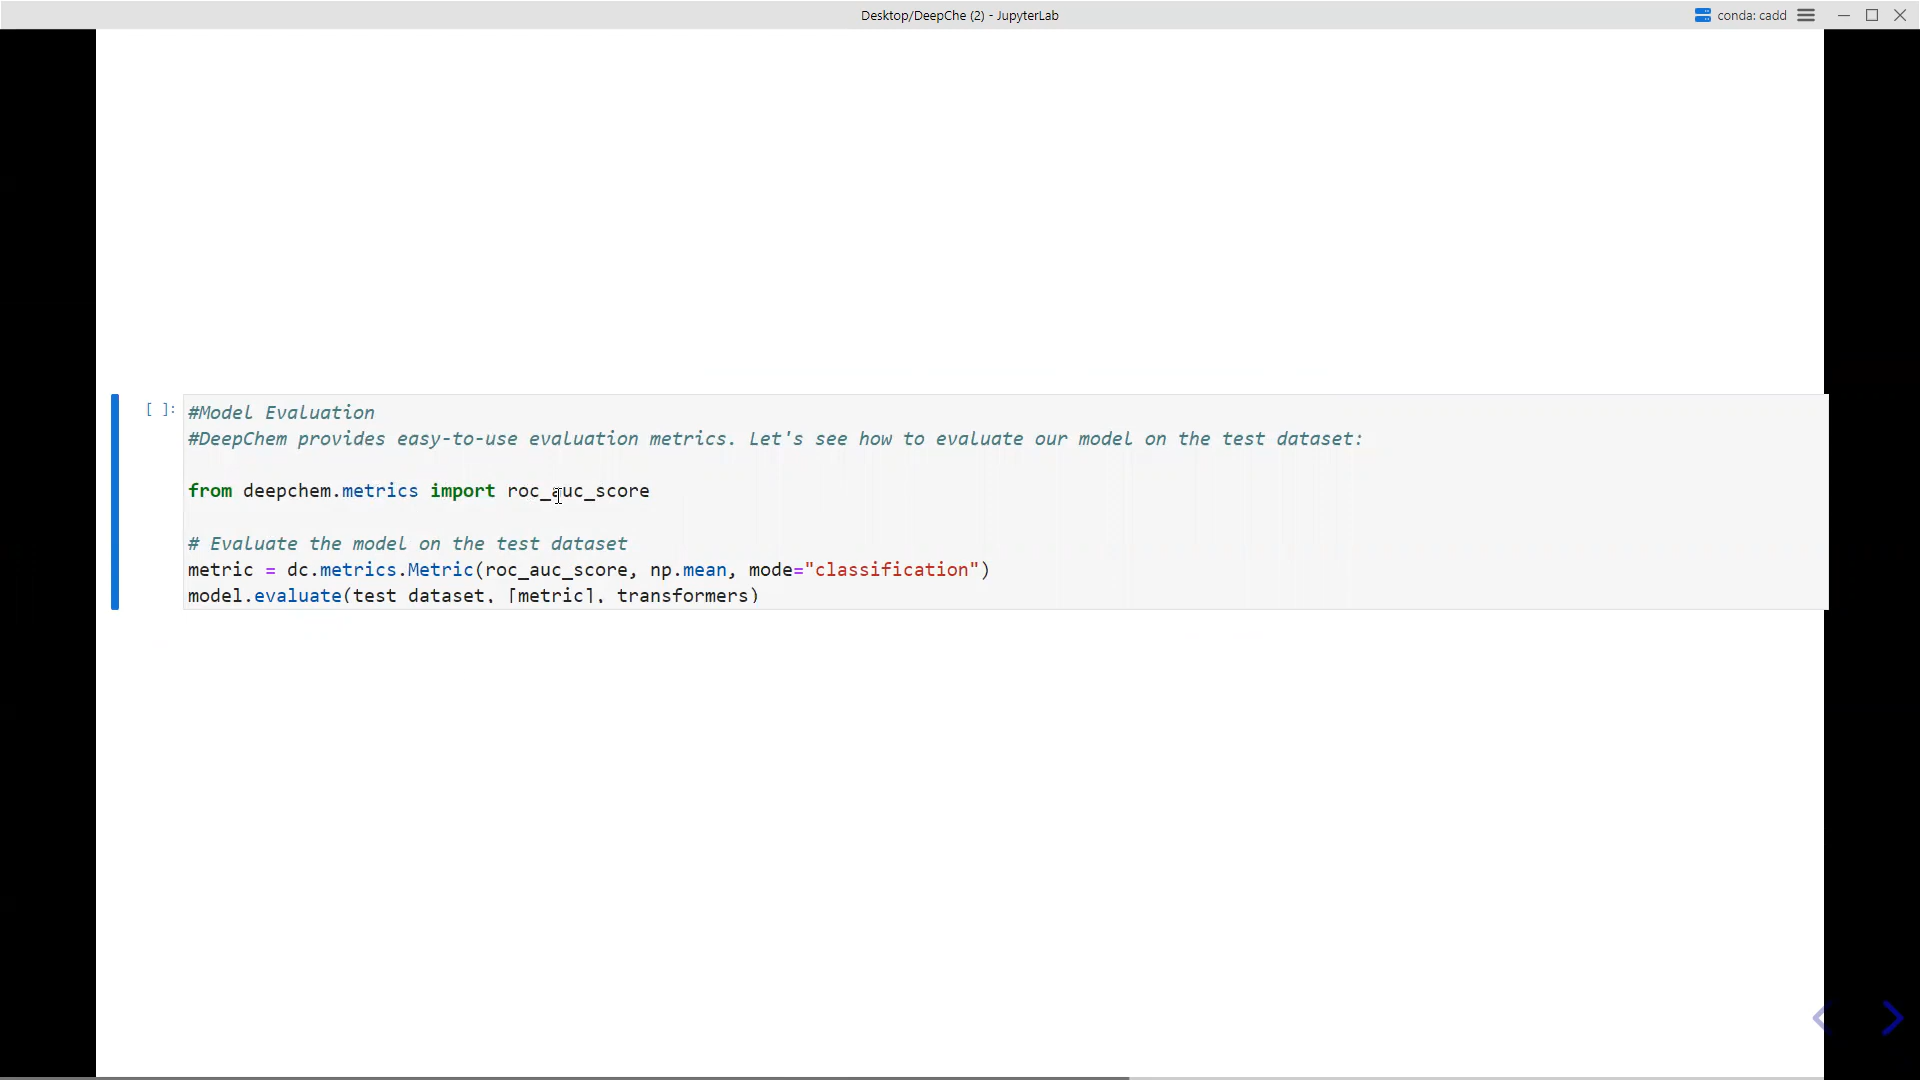 Desktop/DeepChe (2) - JupyterLab
conda: cadd
[ ]:
#Model Evaluation
#DeepChem provides easy-to-use evaluation metrics. Let's see how to evaluate our model on the test dataset:
from deepchem.metrics import roc_auc_score
# Evaluate the model on the test dataset
metric = dc.metrics.Metric(roc_auc_score, np.mean, mode="classification")
model.evaluate(test_dataset, [metric], transformers)